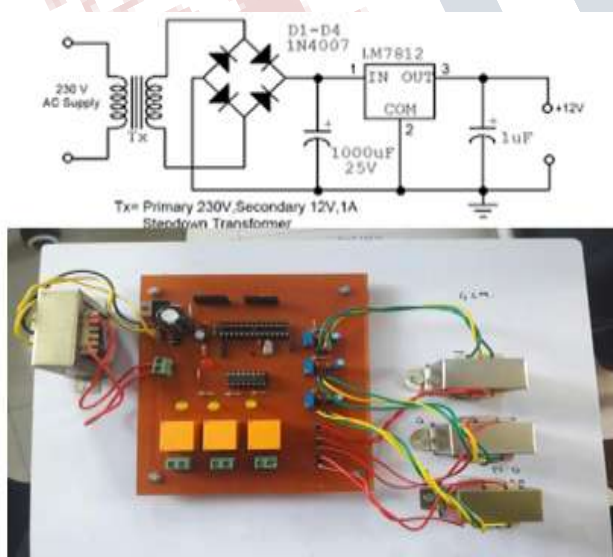 D1-D4
1N4007
LM7812
1 IN OUT 3
COM
2
230 V
AC Supply
Tx
1000uF
25V
1uF
+12V
Tx= Primary 230V,Secondary 12V,1A
Stepdown Transformer